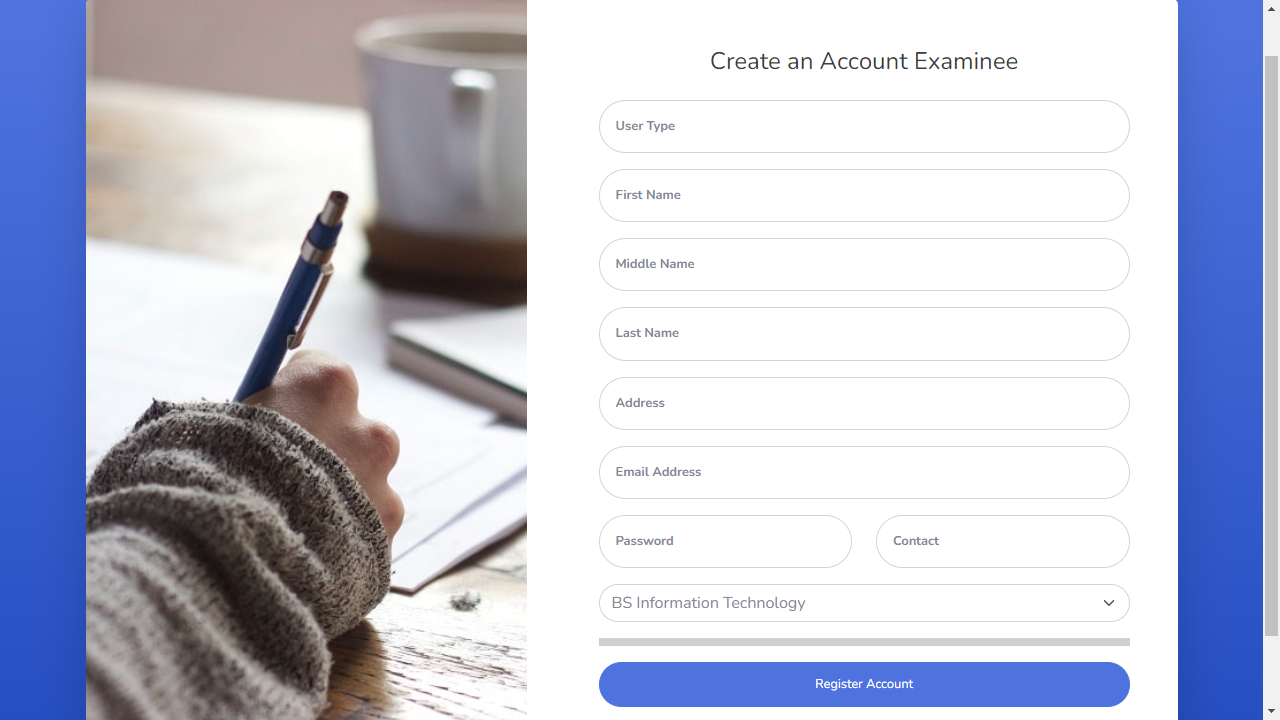 Create an Account Examinee
User Type
First Name
Middle Name
Last Name
Address
Email Address
Password
Contact
BS Information Technology
Register Account